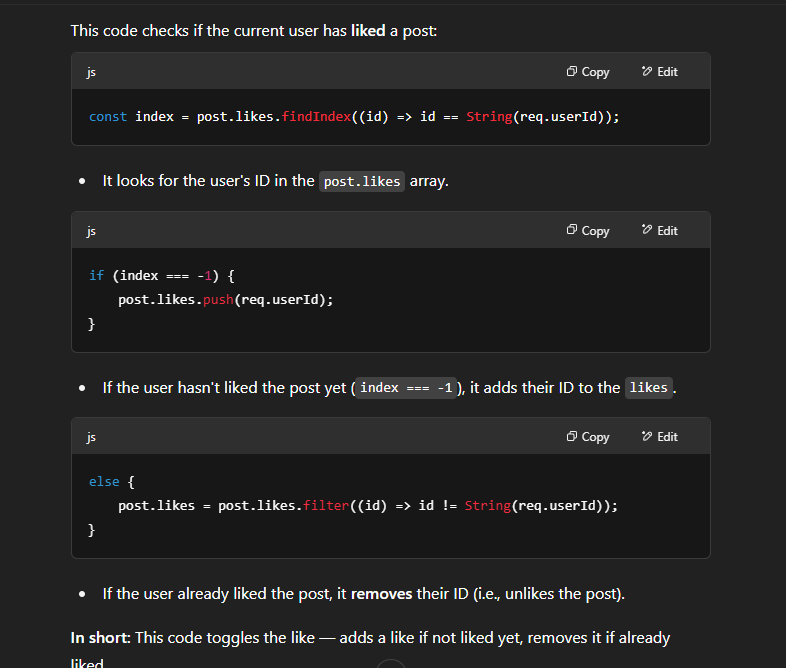 This code checks if the current user has liked a post:
js Copy Edit
const index = post.likes.findIndex((id) => id == String(req.userId));
• It looks for the user's ID in the post.likes array.
js Copy Edit
if (index === -1) {
    post.likes.push(req.userId);
}
• If the user hasn't liked the post yet (index === -1), it adds their ID to the likes.
js Copy Edit
else {
    post.likes = post.likes.filter((id) => id != String(req.userId));
}
• If the user already liked the post, it removes their ID (i.e., unlikes the post).
In short: This code toggles the like — adds a like if not liked yet, removes it if already
liked